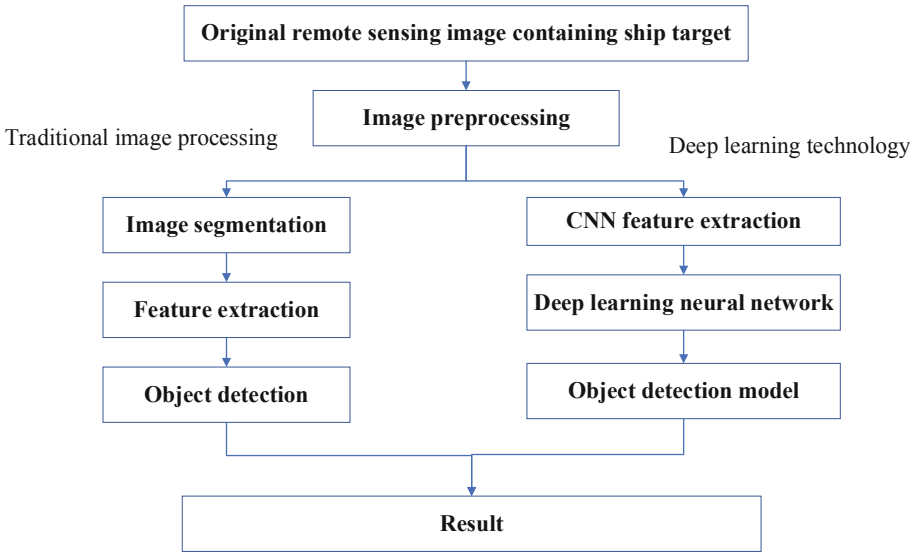 Original remote sensing image containing ship target
Image preprocessing
Traditional image processing
Deep learning technology
Image segmentation
CNN feature extraction
Feature extraction
Deep learning neural network
Object detection
Object detection model
Result